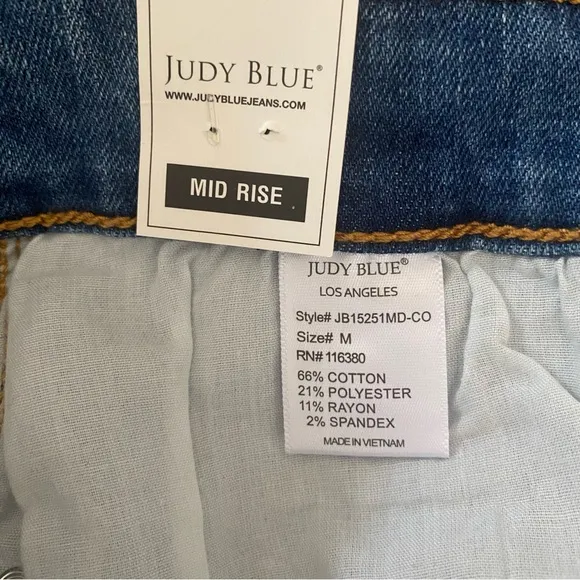 JUDY BLUE®
WWW.JUDYBLUEJEANS.COM
MID RISE
JUDY BLUE®
LOS ANGELES
Style# JB15251MD-CO
Size# M
RN# 116380
66% COTTON
21% POLYESTER
11% RAYON
2% SPANDEX
MADE IN VIETNAM